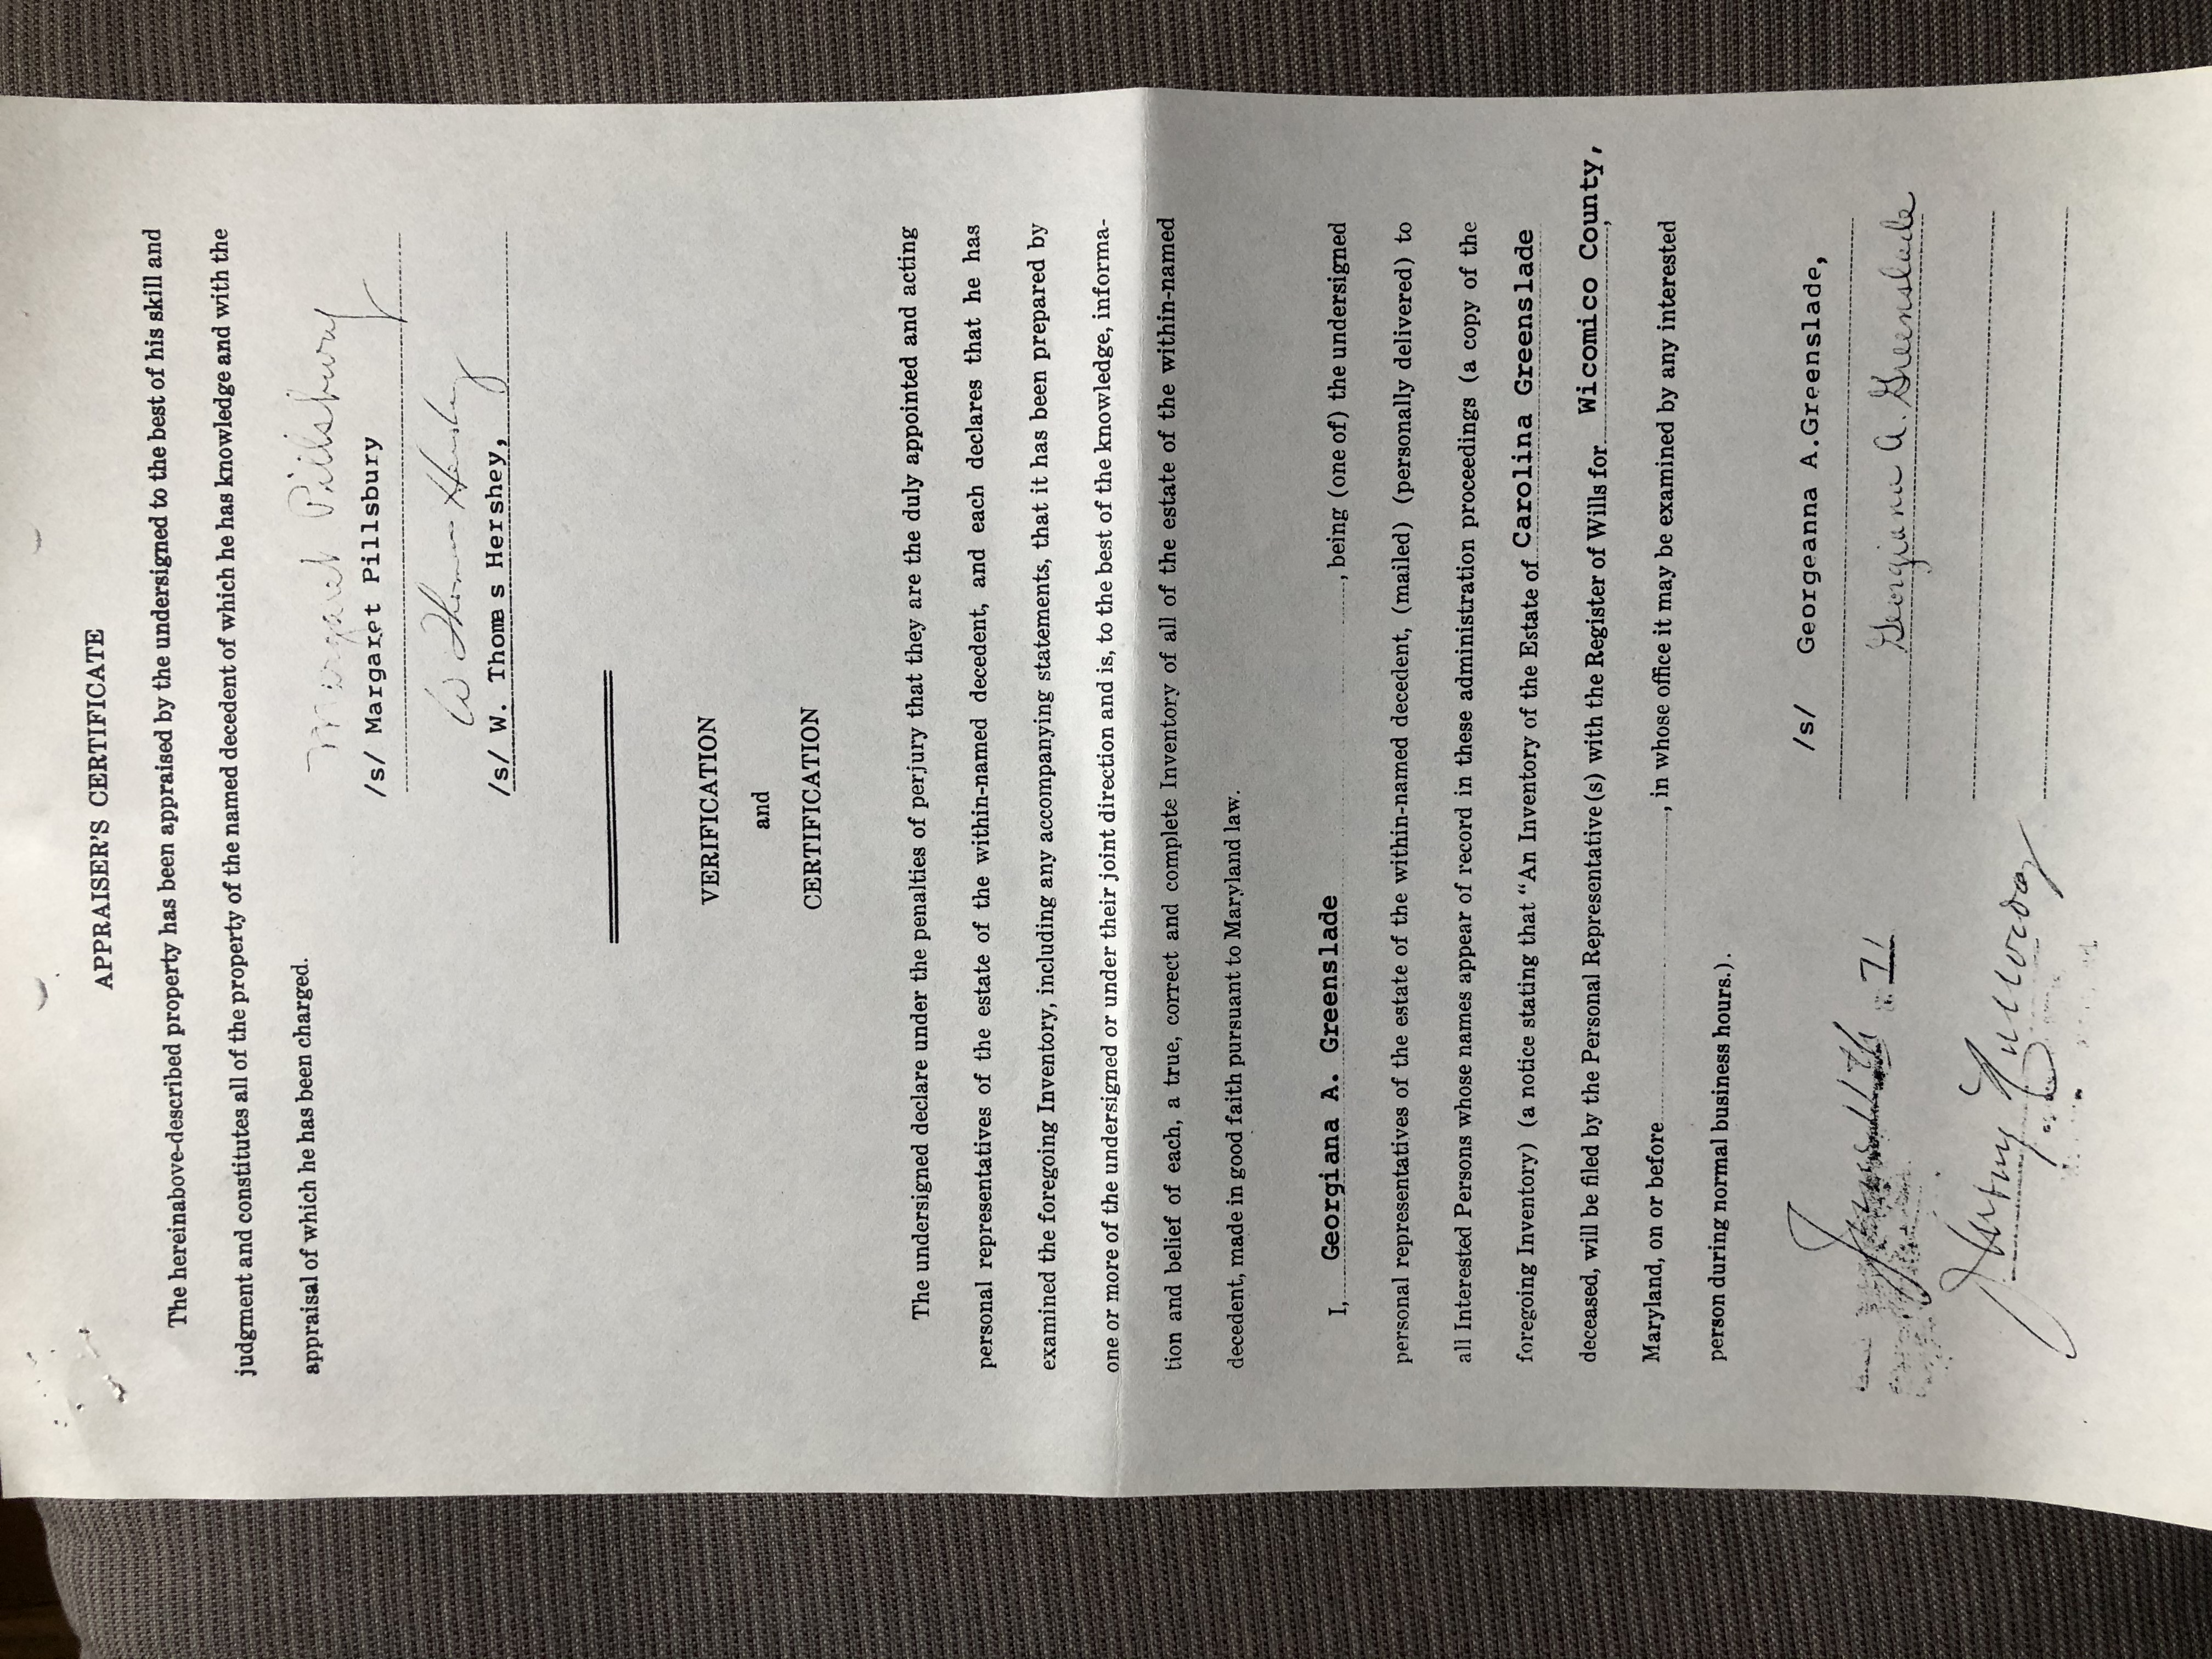 APPRAISER'S CERTIFICATE
The hereinabove-described property has been appraised by the undersigned to the best of his skill and
judgment and constitutes all of the property of the named decedent of which he has knowledge and with the
appraisal of which he has been charged.
Margaret Pillsbury
/s/ Margaret Pillsbury
W Thomas Hershey
/s/ W. Thomas Hershey,
VERIFICATION
and
CERTIFICATION
The undersigned declare under the penalties of perjury that they are the duly appointed and acting
personal representatives of the estate of the within-named decedent, and each declares that he has
examined the foregoing Inventory, including any accompanying statements, that it has been prepared by
one or more of the undersigned or under their joint direction and is, to the best of the knowledge, informa-
tion and belief of each, a true, correct and complete Inventory of all of the estate of the within-named
decedent, made in good faith pursuant to Maryland law.
I, Georgiana A. Greenslade, being (one of) the undersigned
personal representatives of the estate of the within-named decedent, (mailed) (personally delivered) to
all Interested Persons whose names appear of record in these administration proceedings (a copy of the
foregoing Inventory) (a notice stating that "An Inventory of the Estate of Carolina Greenslade
deceased, will be filed by the Personal Representative(s) with the Register of Wills for Wicomico County,
Maryland, on or before , in whose office it may be examined by any interested
person during normal business hours.).
/s/ Georgeanna A.Greenslade,
June 11th 71
Georgiana A. Greenslade